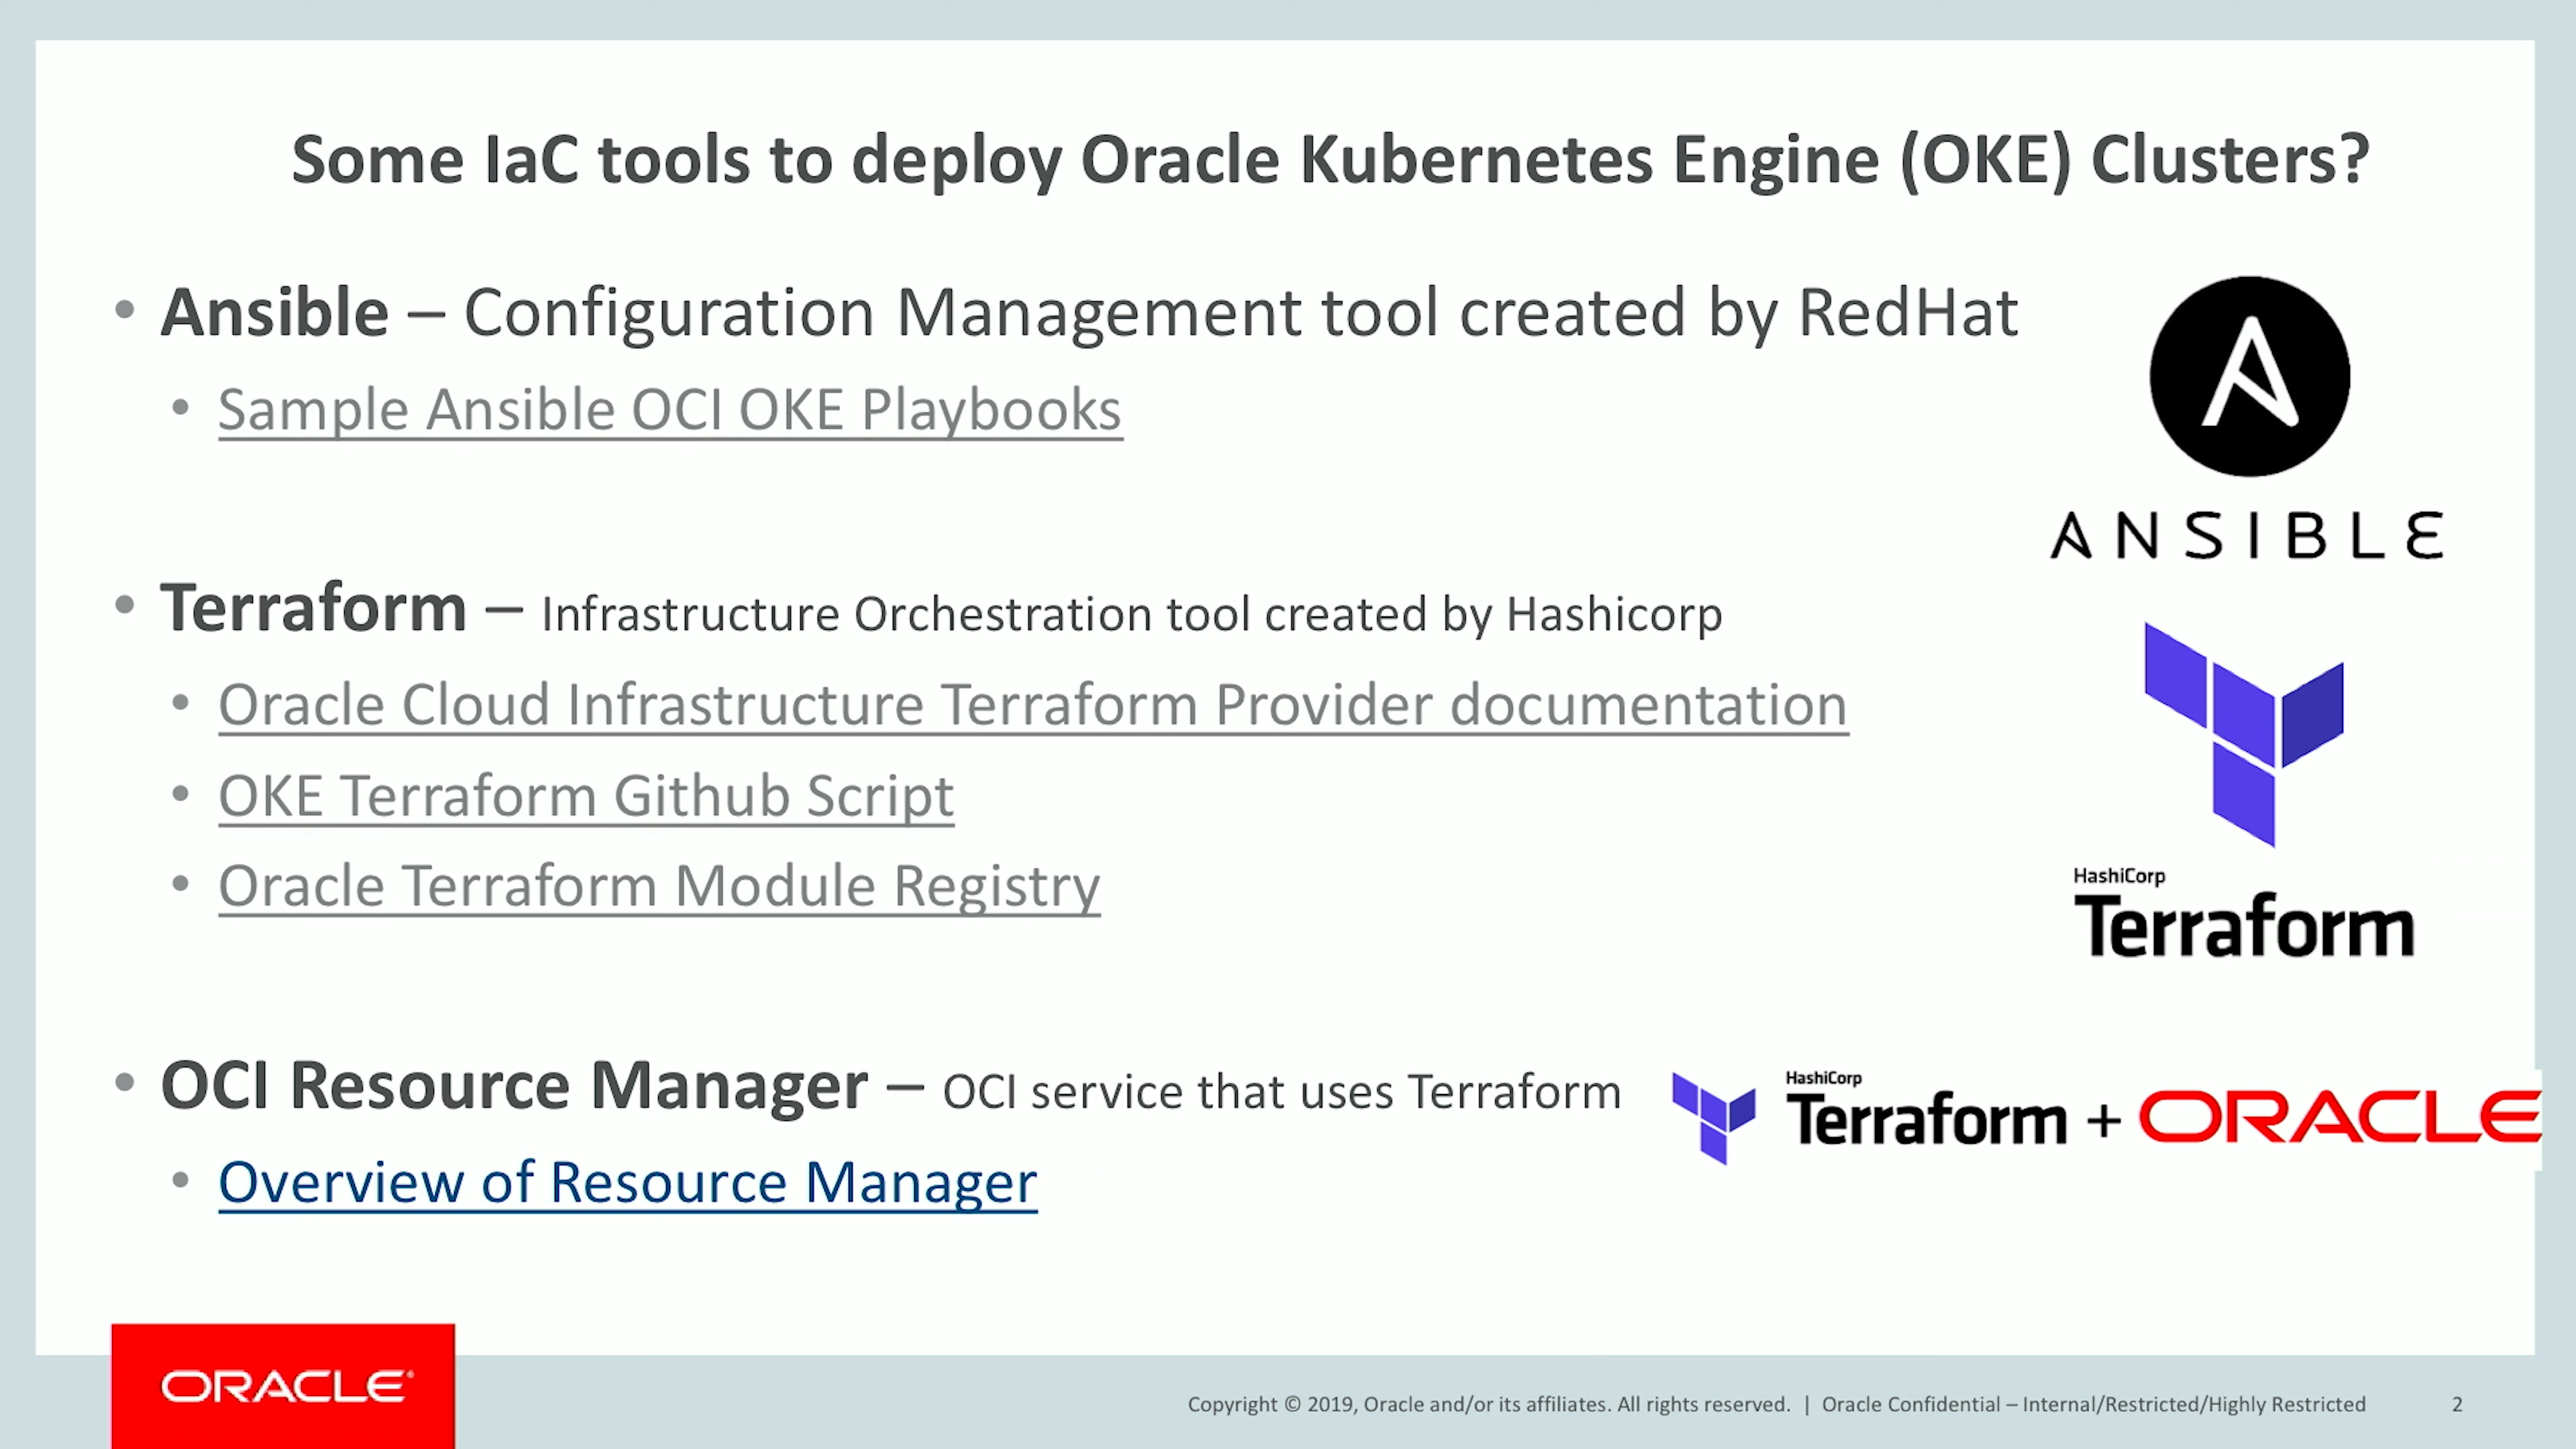 Some IaC tools to deploy Oracle Kubernetes Engine (OKE) Clusters?
• Ansible – Configuration Management tool created by RedHat
• Sample Ansible OCI OKE Playbooks
ANSIBLE
• Terraform – Infrastructure Orchestration tool created by Hashicorp
• Oracle Cloud Infrastructure Terraform Provider documentation
• OKE Terraform Github Script
• Oracle Terraform Module Registry
HashiCorp
Terraform
• OCI Resource Manager – OCI service that uses Terraform
HashiCorp
Terraform + ORACLE
• Overview of Resource Manager
ORACLE®
Copyright © 2019, Oracle and/or its affiliates. All rights reserved. | Oracle Confidential – Internal/Restricted/Highly Restricted 2